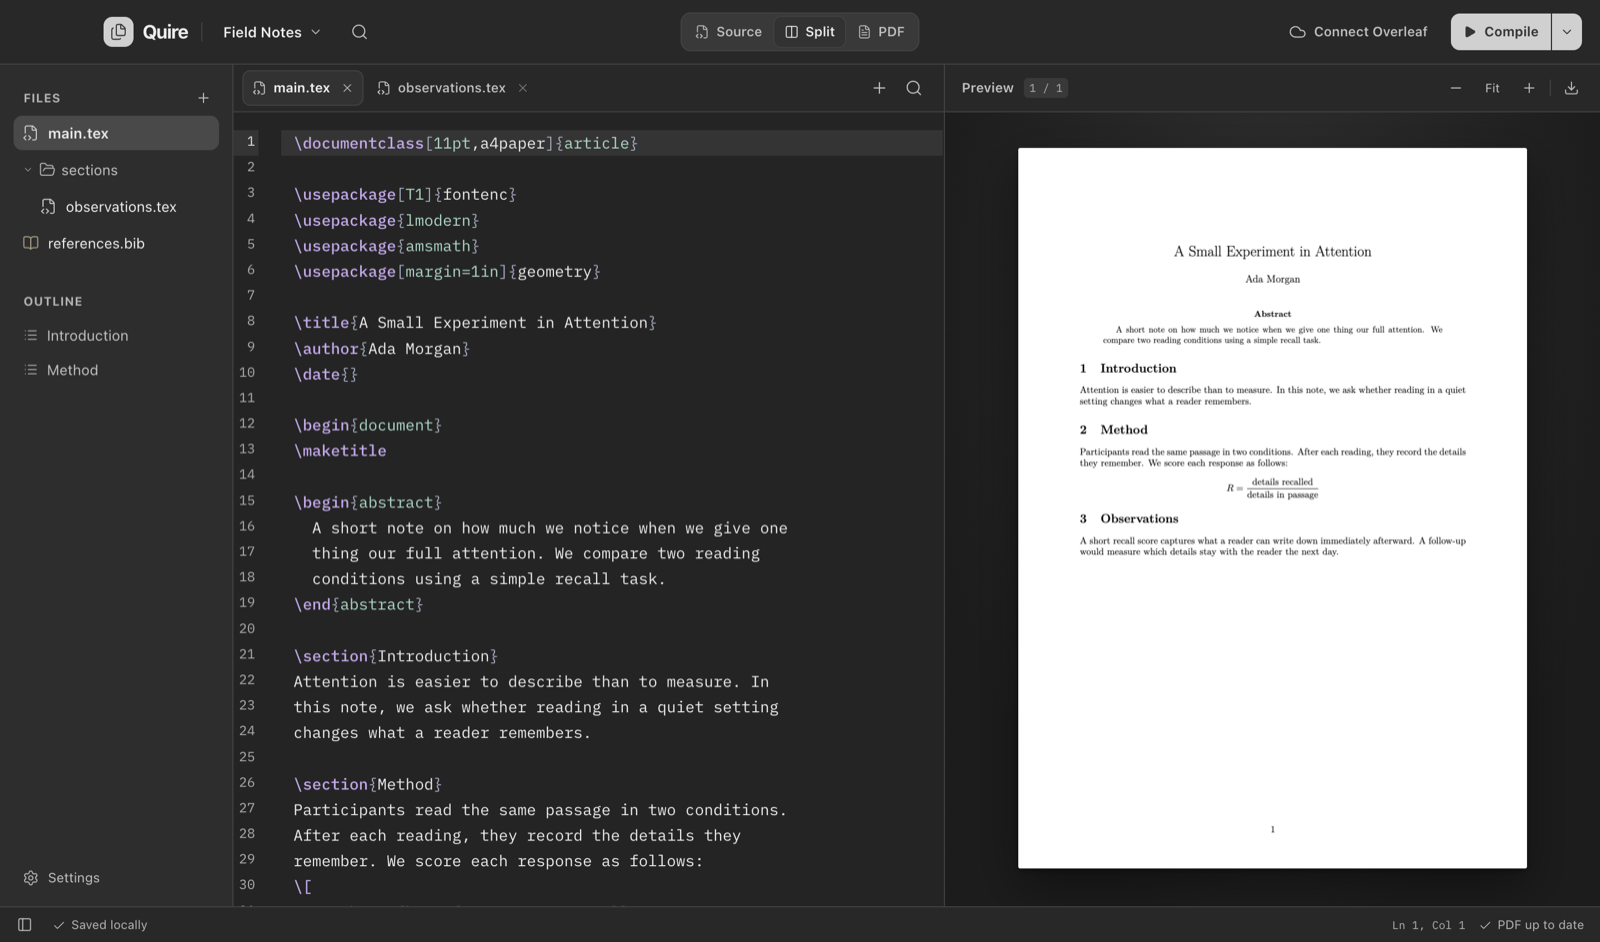 Quire
Field Notes
Source
Split
PDF
Connect Overleaf
Compile
FILES
main.tex
sections
observations.tex
references.bib
OUTLINE
Introduction
Method
Settings
main.tex
observations.tex
1 \documentclass[11pt,a4paper]{article}
2
3 \usepackage[T1]{fontenc}
4 \usepackage{lmodern}
5 \usepackage{amsmath}
6 \usepackage[margin=1in]{geometry}
7
8 \title{A Small Experiment in Attention}
9 \author{Ada Morgan}
10 \date{}
11
12 \begin{document}
13 \maketitle
14
15 \begin{abstract}
16 A short note on how much we notice when we give one
17 thing our full attention. We compare two reading
18 conditions using a simple recall task.
19 \end{abstract}
20
21 \section{Introduction}
22 Attention is easier to describe than to measure. In
23 this note, we ask whether reading in a quiet setting
24 changes what a reader remembers.
25
26 \section{Method}
27 Participants read the same passage in two conditions.
28 After each reading, they record the details they
29 remember. We score each response as follows:
30 \[
Preview 1 / 1
Fit
A Small Experiment in Attention
Ada Morgan
Abstract
A short note on how much we notice when we give one thing our full attention. We
compare two reading conditions using a simple recall task.
1 Introduction
Attention is easier to describe than to measure. In this note, we ask whether reading in a quiet
setting changes what a reader remembers.
2 Method
Participants read the same passage in two conditions. After each reading, they record the details
they remember. We score each response as follows:
R = details recalled
details in passage
3 Observations
A short recall score captures what a reader can write down immediately afterward. A follow-up
would measure which details stay with the reader the next day.
1
Saved locally
Ln 1, Col 1
PDF up to date